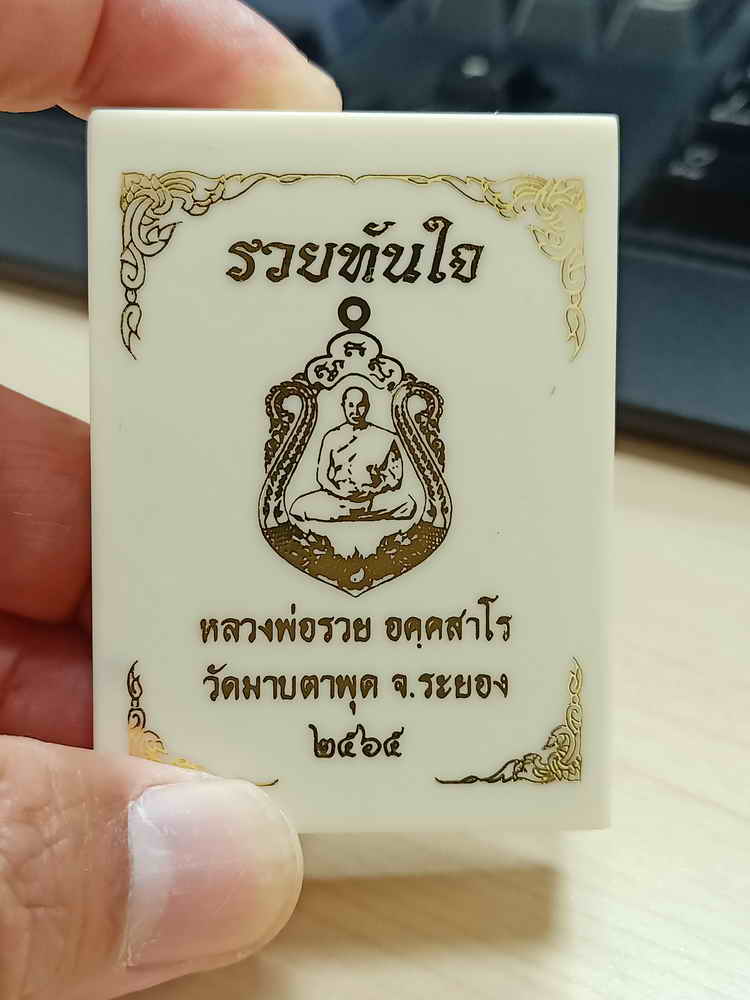 รวยทันใจ
หลวงพ่อรวย อคฺคสาโร
วัดมาบตาพุด จ.ระยอง
๒๕๖๕